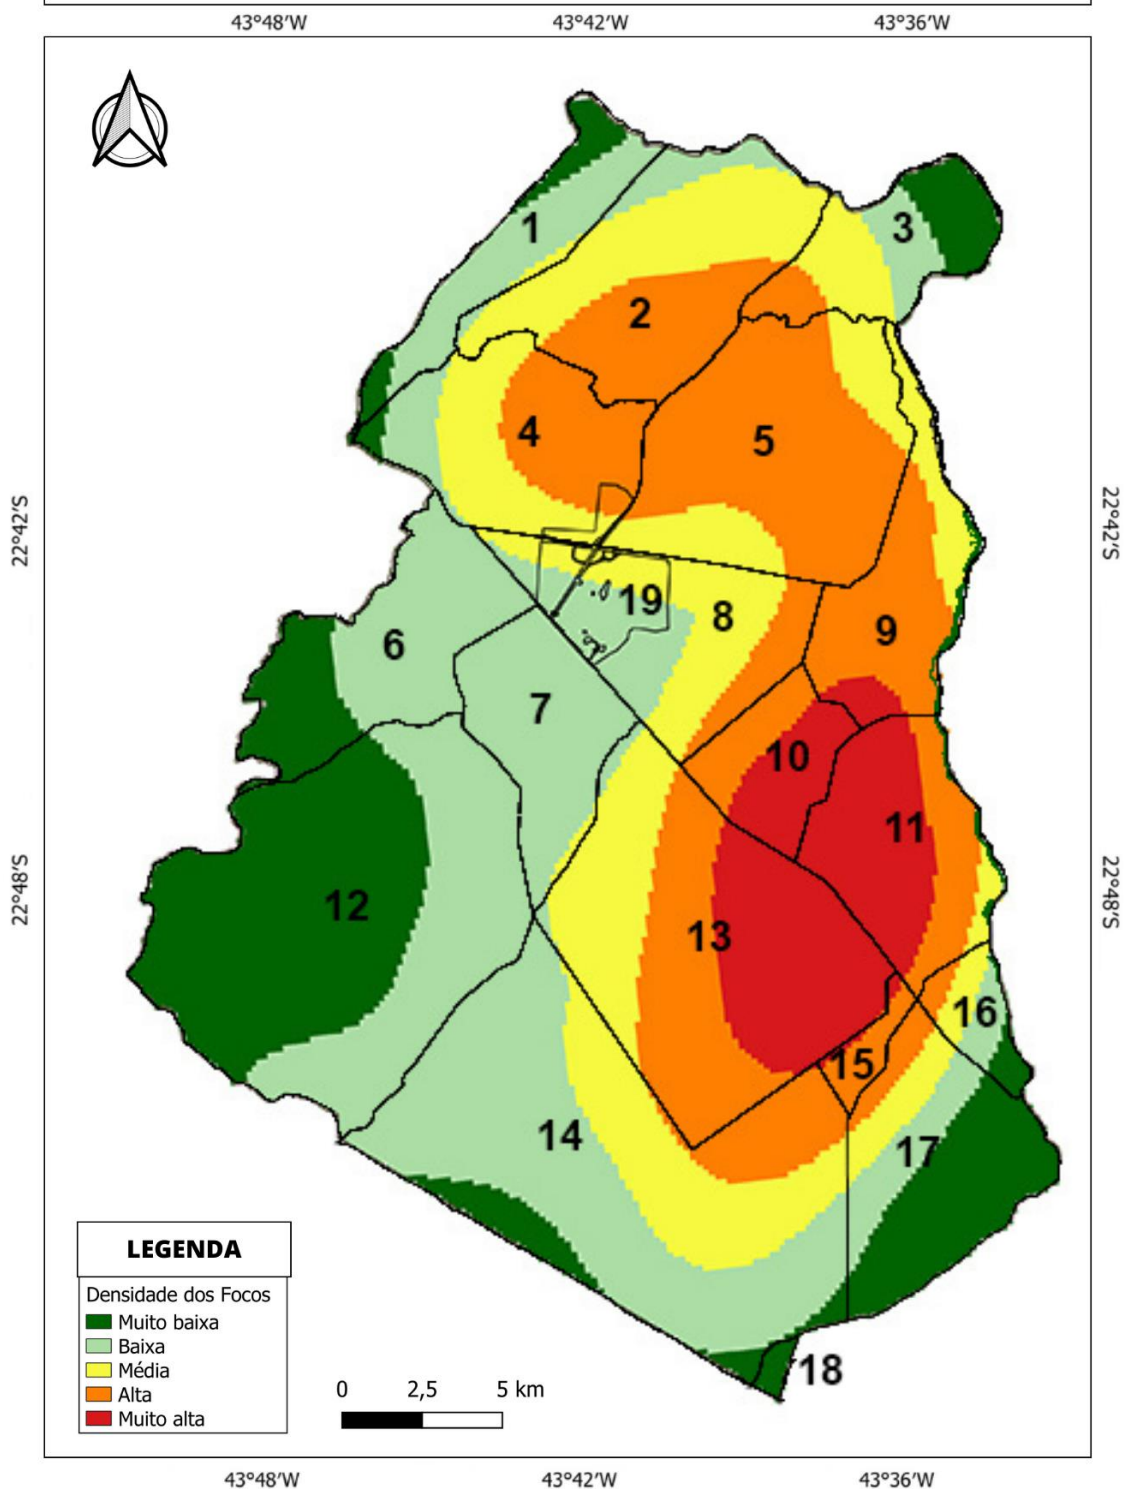 43°48'W 43°42'W 43°36'W
1
3
2
4
5
22°42'S 22°42'S
19
8
9
6
7
10
11
22°48'S 22°48'S
12
13
16
15
14
17
LEGENDA
Densidade dos Focos
Muito baixa
Baixa
Média
Alta
Muito alta
0 2,5 5 km
18
43°48'W 43°42'W 43°36'W